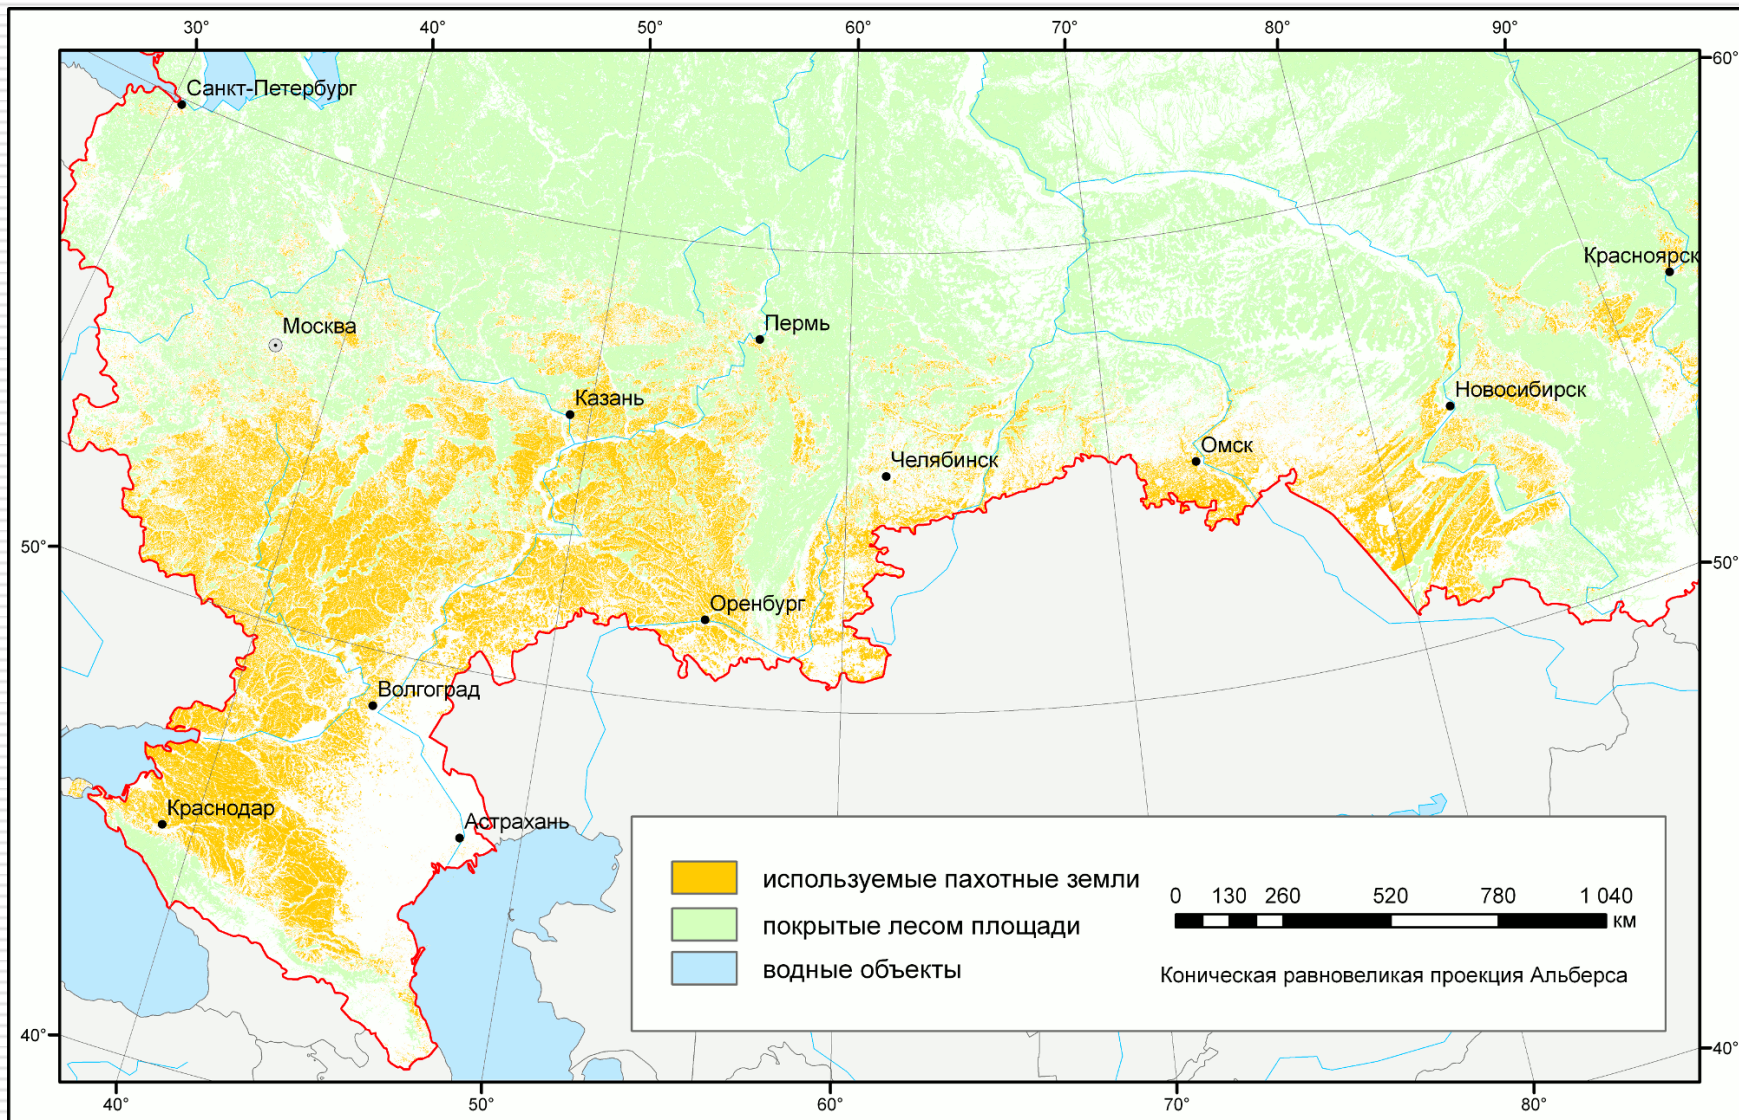 30° 40° 50° 60° 70° 80° 90°
60°
Санкт-Петербург
Красноярск
Москва
Пермь
Казань
Новосибирск
Омск
Челябинск
50° 50°
Оренбург
Волгоград
Краснодар
Астрахань
используемые пахотные земли
покрытые лесом площади
водные объекты
0 130 260 520 780 1 040
км
Коническая равновеликая проекция Альберса
40° 40°
40° 50° 60° 70° 80°